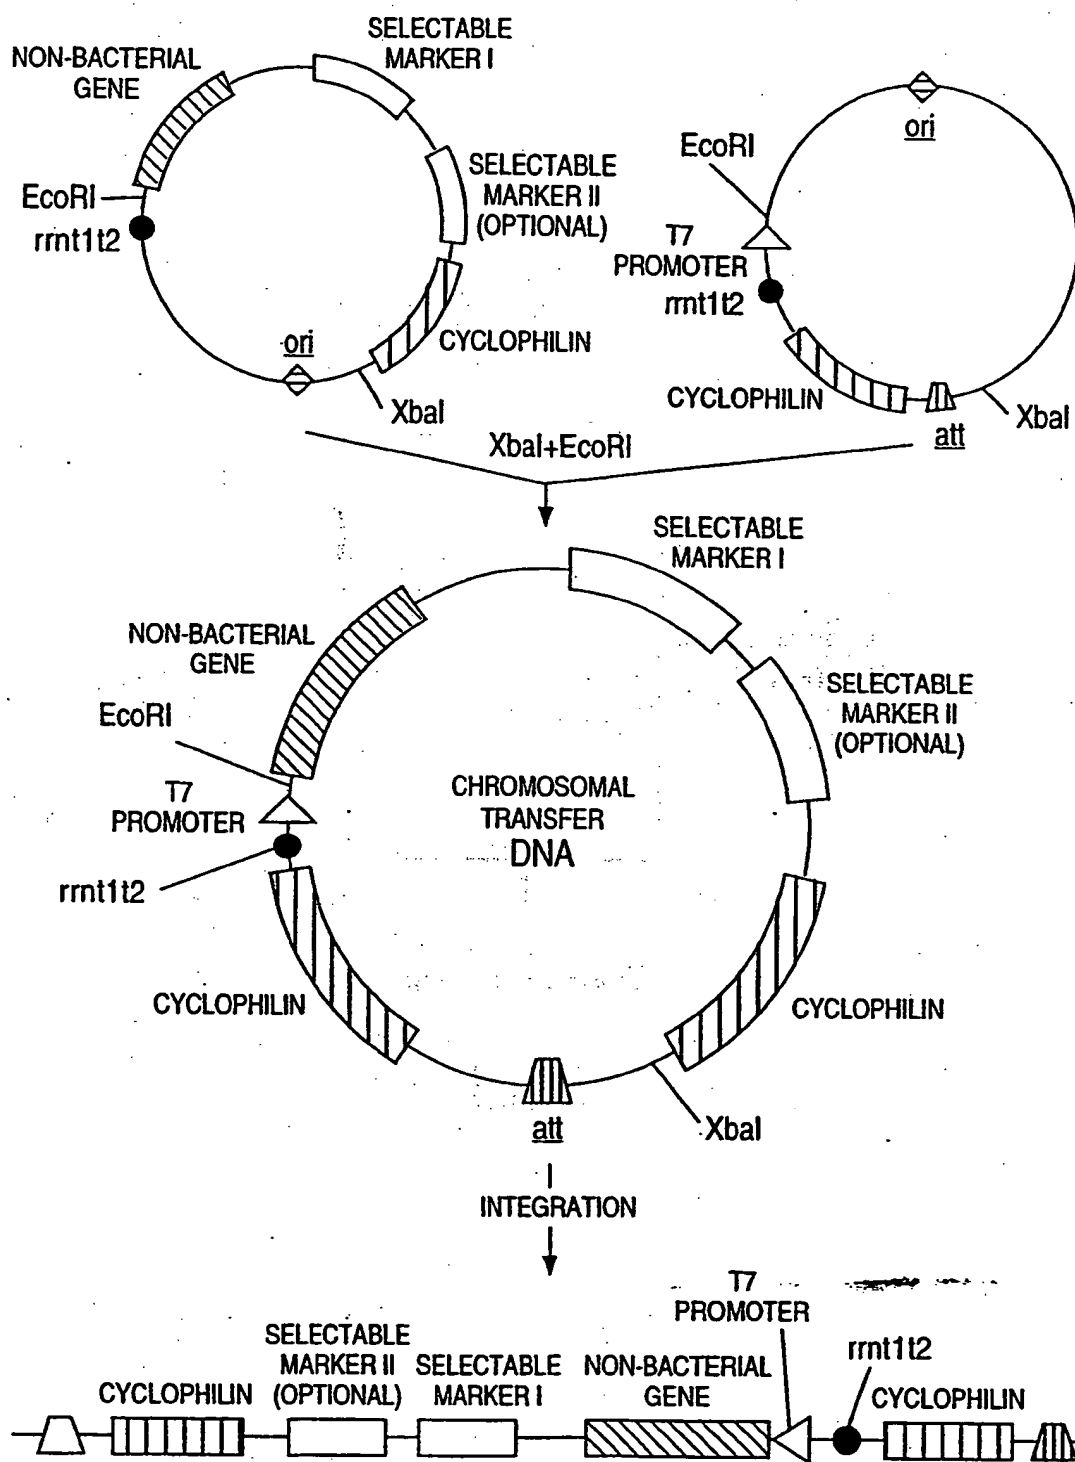 SELECTABLE
MARKER I
NON-BACTERIAL
GENE
EcoRI
rrnt1t2
SELECTABLE
MARKER II
(OPTIONAL)
CYCLOPHILIN
ori
XbaI
ori
EcoRI
T7
PROMOTER
rrnt1t2
CYCLOPHILIN
att
XbaI
XbaI+EcoRI
SELECTABLE
MARKER I
NON-BACTERIAL
GENE
EcoRI
T7
PROMOTER
rrnt1t2
SELECTABLE
MARKER II
(OPTIONAL)
CHROMOSOMAL
TRANSFER
DNA
CYCLOPHILIN
CYCLOPHILIN
att
XbaI
INTEGRATION
T7
PROMOTER
rrnt1t2
SELECTABLE
MARKER II
(OPTIONAL)
CYCLOPHILIN
SELECTABLE
MARKER I
NON-BACTERIAL
GENE
CYCLOPHILIN